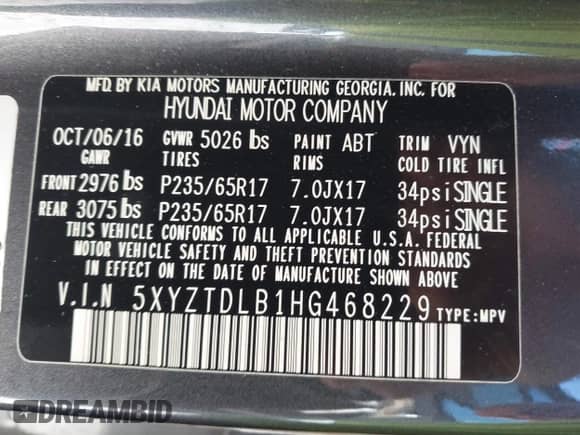 MFD. BY KIA MOTORS MANUFACTURING GEORGIA, INC. FOR
HYUNDAI MOTOR COMPANY
OCT/06/16 GVWR 5026 lbs PAINT ABT TRIM VYN
GAWR TIRES RIMS COLD TIRE INFL
FRONT 2976 lbs P235/65R17 7.0JX17 34psi SINGLE
REAR 3075 lbs P235/65R17 7.0JX17 34psi SINGLE
THIS VEHICLE CONFORMS TO ALL APPLICABLE U.S.A. FEDERAL
MOTOR VEHICLE SAFETY AND THEFT PREVENTION STANDARDS
IN EFFECT ON THE DATE OF MANUFACTURE SHOWN ABOVE.
V.I.N 5XYZTDLB1HG468229 TYPE:MPV
DREAMBID